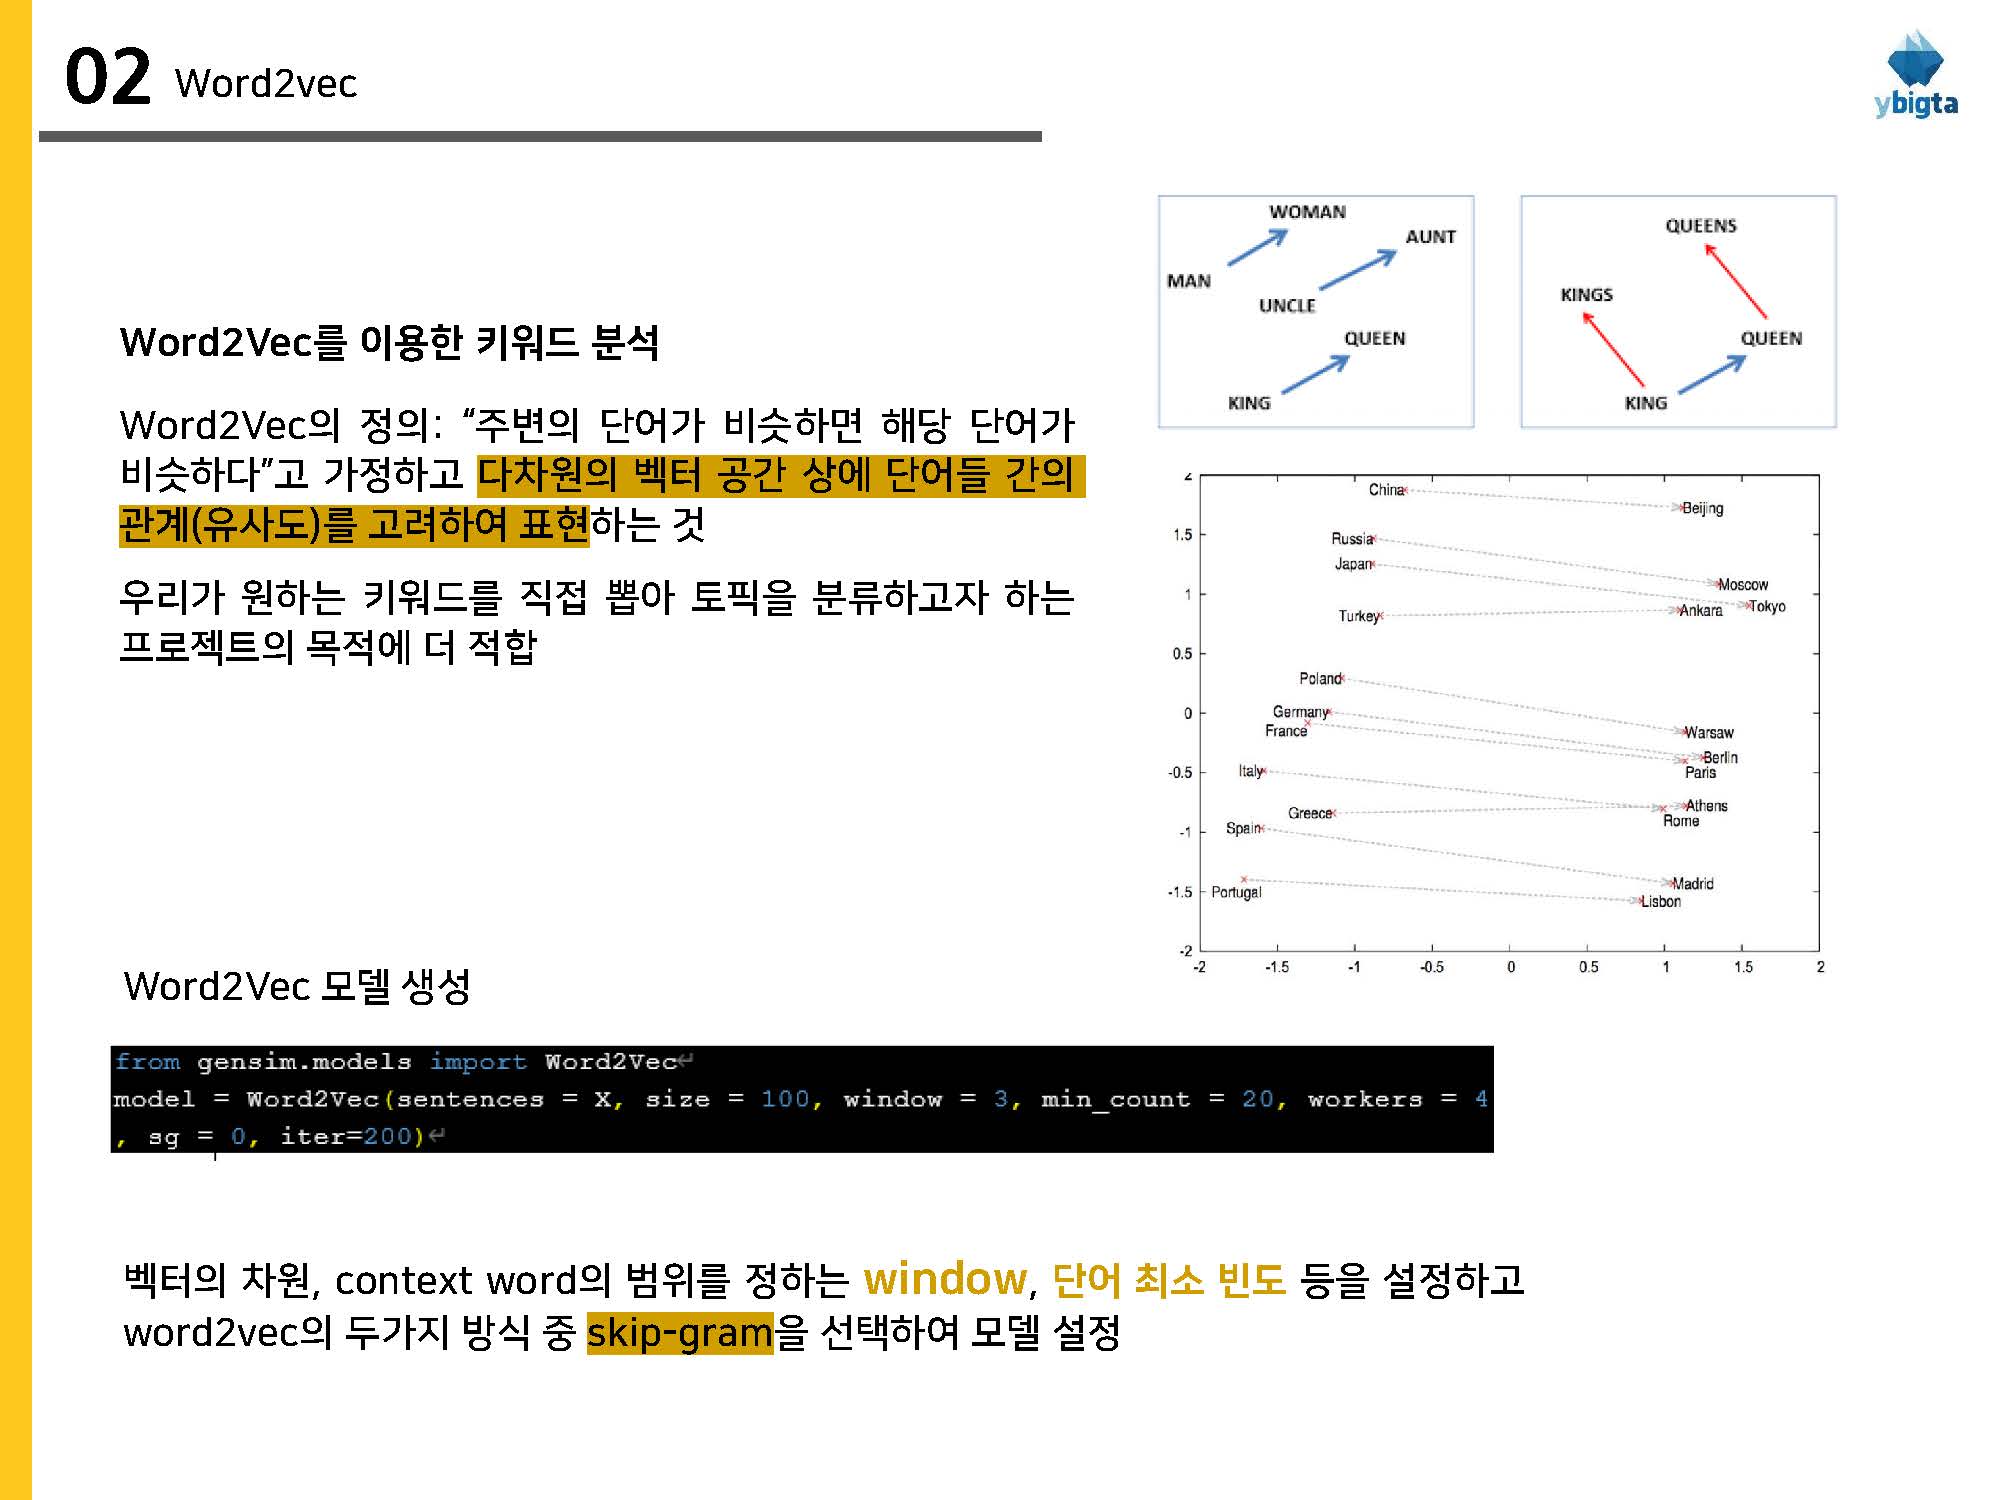 02 Word2vec
ybigta
Word2Vec를 이용한 키워드 분석
Word2Vec의 정의: “주변의 단어가 비슷하면 해당 단어가
비슷하다”고 가정하고 다차원의 벡터 공간 상에 단어들 간의
관계(유사도)를 고려하여 표현하는 것
우리가 원하는 키워드를 직접 뽑아 토픽을 분류하고자 하는
프로젝트의 목적에 더 적합
WOMAN
AUNT
MAN
UNCLE
QUEEN
KING
QUEENS
KINGS
QUEEN
KING
2
China Beijing
1.5
Russia Moscow
Japan Tokyo
1
Turkey Ankara
0.5
Poland Warsaw
0
Germany Berlin
France Paris
-0.5
Italy Rome
Greece Athens
-1
Spain Madrid
-1.5
Portugal Lisbon
-2
-2 -1.5 -1 -0.5 0 0.5 1 1.5 2
Word2Vec 모델 생성
from gensim.models import Word2Vec↵
model = Word2Vec(sentences = X, size = 100, window = 3, min_count = 20, workers = 4
, sg = 0, iter=200)↵
벡터의 차원, context word의 범위를 정하는 window, 단어 최소 빈도 등을 설정하고
word2vec의 두가지 방식 중 skip-gram을 선택하여 모델 설정